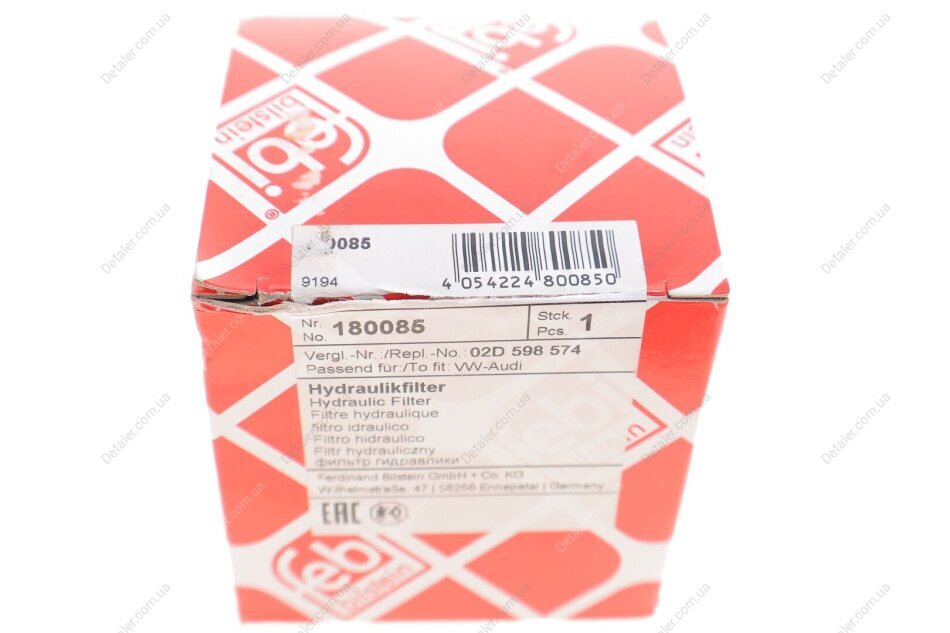 febi
bilstein
®
0085
9194
4 054224 800850
Nr.
No. 180085
Stck.
Pcs. 1
Vergl.-Nr.:/Repl.-No.: 02D 598 574
Passend für:/To fit: VW-Audi
Hydraulikfilter
Hydraulic Filter
Filtre hydraulique
filtro idraulico
Filtro hidraulico
Filtr hydrauliczny
фильтр гидравлики
Ferdinand Bilstein GmbH + Co. KG
Wilhelmstraße. 47 | 58256 Ennepetal | Germany
EAC
febi
bilstein
Detaler.com.ua